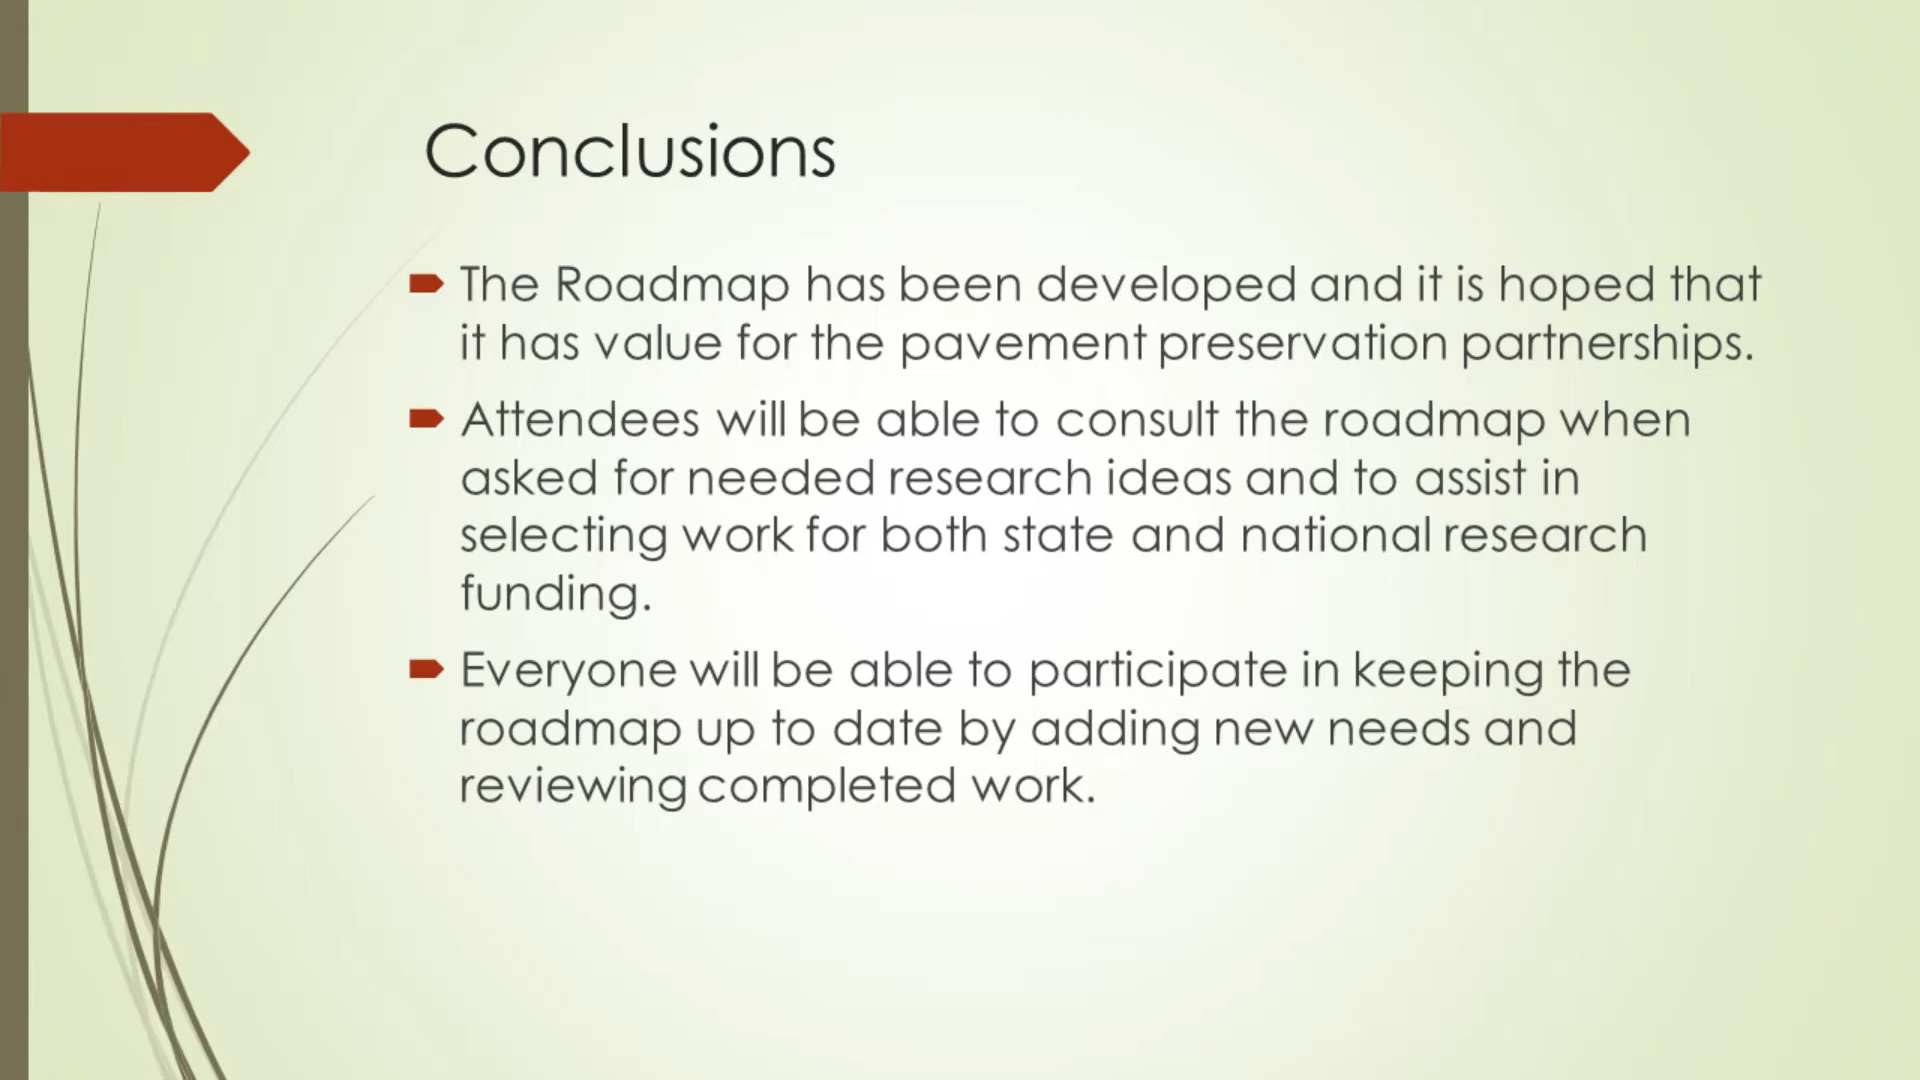 Conclusions
The Roadmap has been developed and it is hoped that
it has value for the pavement preservation partnerships.
Attendees will be able to consult the roadmap when
asked for needed research ideas and to assist in
selecting work for both state and national research
funding.
Everyone will be able to participate in keeping the
roadmap up to date by adding new needs and
reviewing completed work.